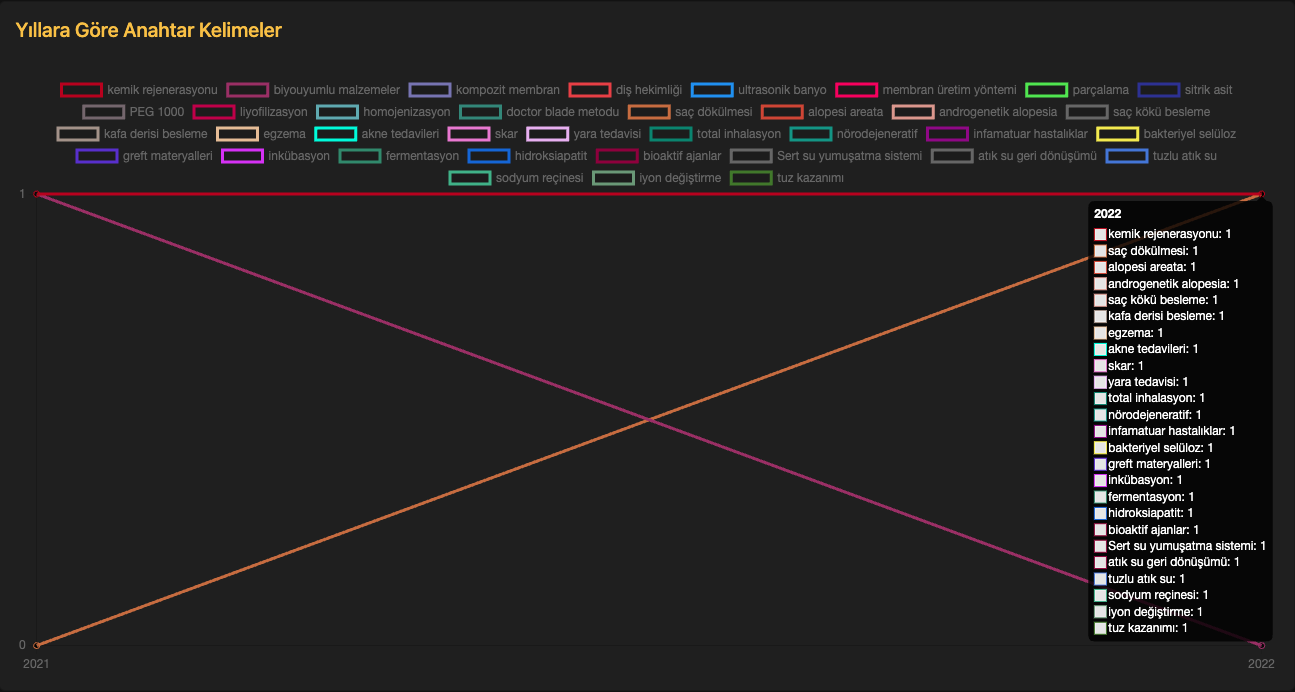 Yıllara Göre Anahtar Kelimeler
kemik rejenerasyonu biyouyumlu malzemeler kompozit membran diş hekimliği ultrasonik banyo membran üretim yöntemi parçalama sitrik asit
PEG 1000 liyofilizasyon homojenizasyon doctor blade metodu saç dökülmesi alopesi areata androgenetik alopesia saç kökü besleme
kafa derisi besleme egzema akne tedavileri skar yara tedavisi total inhalasyon nörodejeneratif infamatuar hastalıklar bakteriyel selüloz
greft materyalleri inkübasyon fermentasyon hidroksiapatit bioaktif ajanlar Sert su yumuşatma sistemi atık su geri dönüşümü tuzlu atık su
sodyum reçinesi iyon değiştirme tuz kazanımı
1
2022
kemik rejenerasyonu: 1
saç dökülmesi: 1
alopesi areata: 1
androgenetik alopesia: 1
saç kökü besleme: 1
kafa derisi besleme: 1
egzema: 1
akne tedavileri: 1
skar: 1
yara tedavisi: 1
total inhalasyon: 1
nörodejeneratif: 1
infamatuar hastalıklar: 1
bakteriyel selüloz: 1
greft materyalleri: 1
inkübasyon: 1
fermentasyon: 1
hidroksiapatit: 1
bioaktif ajanlar: 1
Sert su yumuşatma sistemi: 1
atık su geri dönüşümü: 1
tuzlu atık su: 1
sodyum reçinesi: 1
iyon değiştirme: 1
tuz kazanımı: 1
0
2021 2022